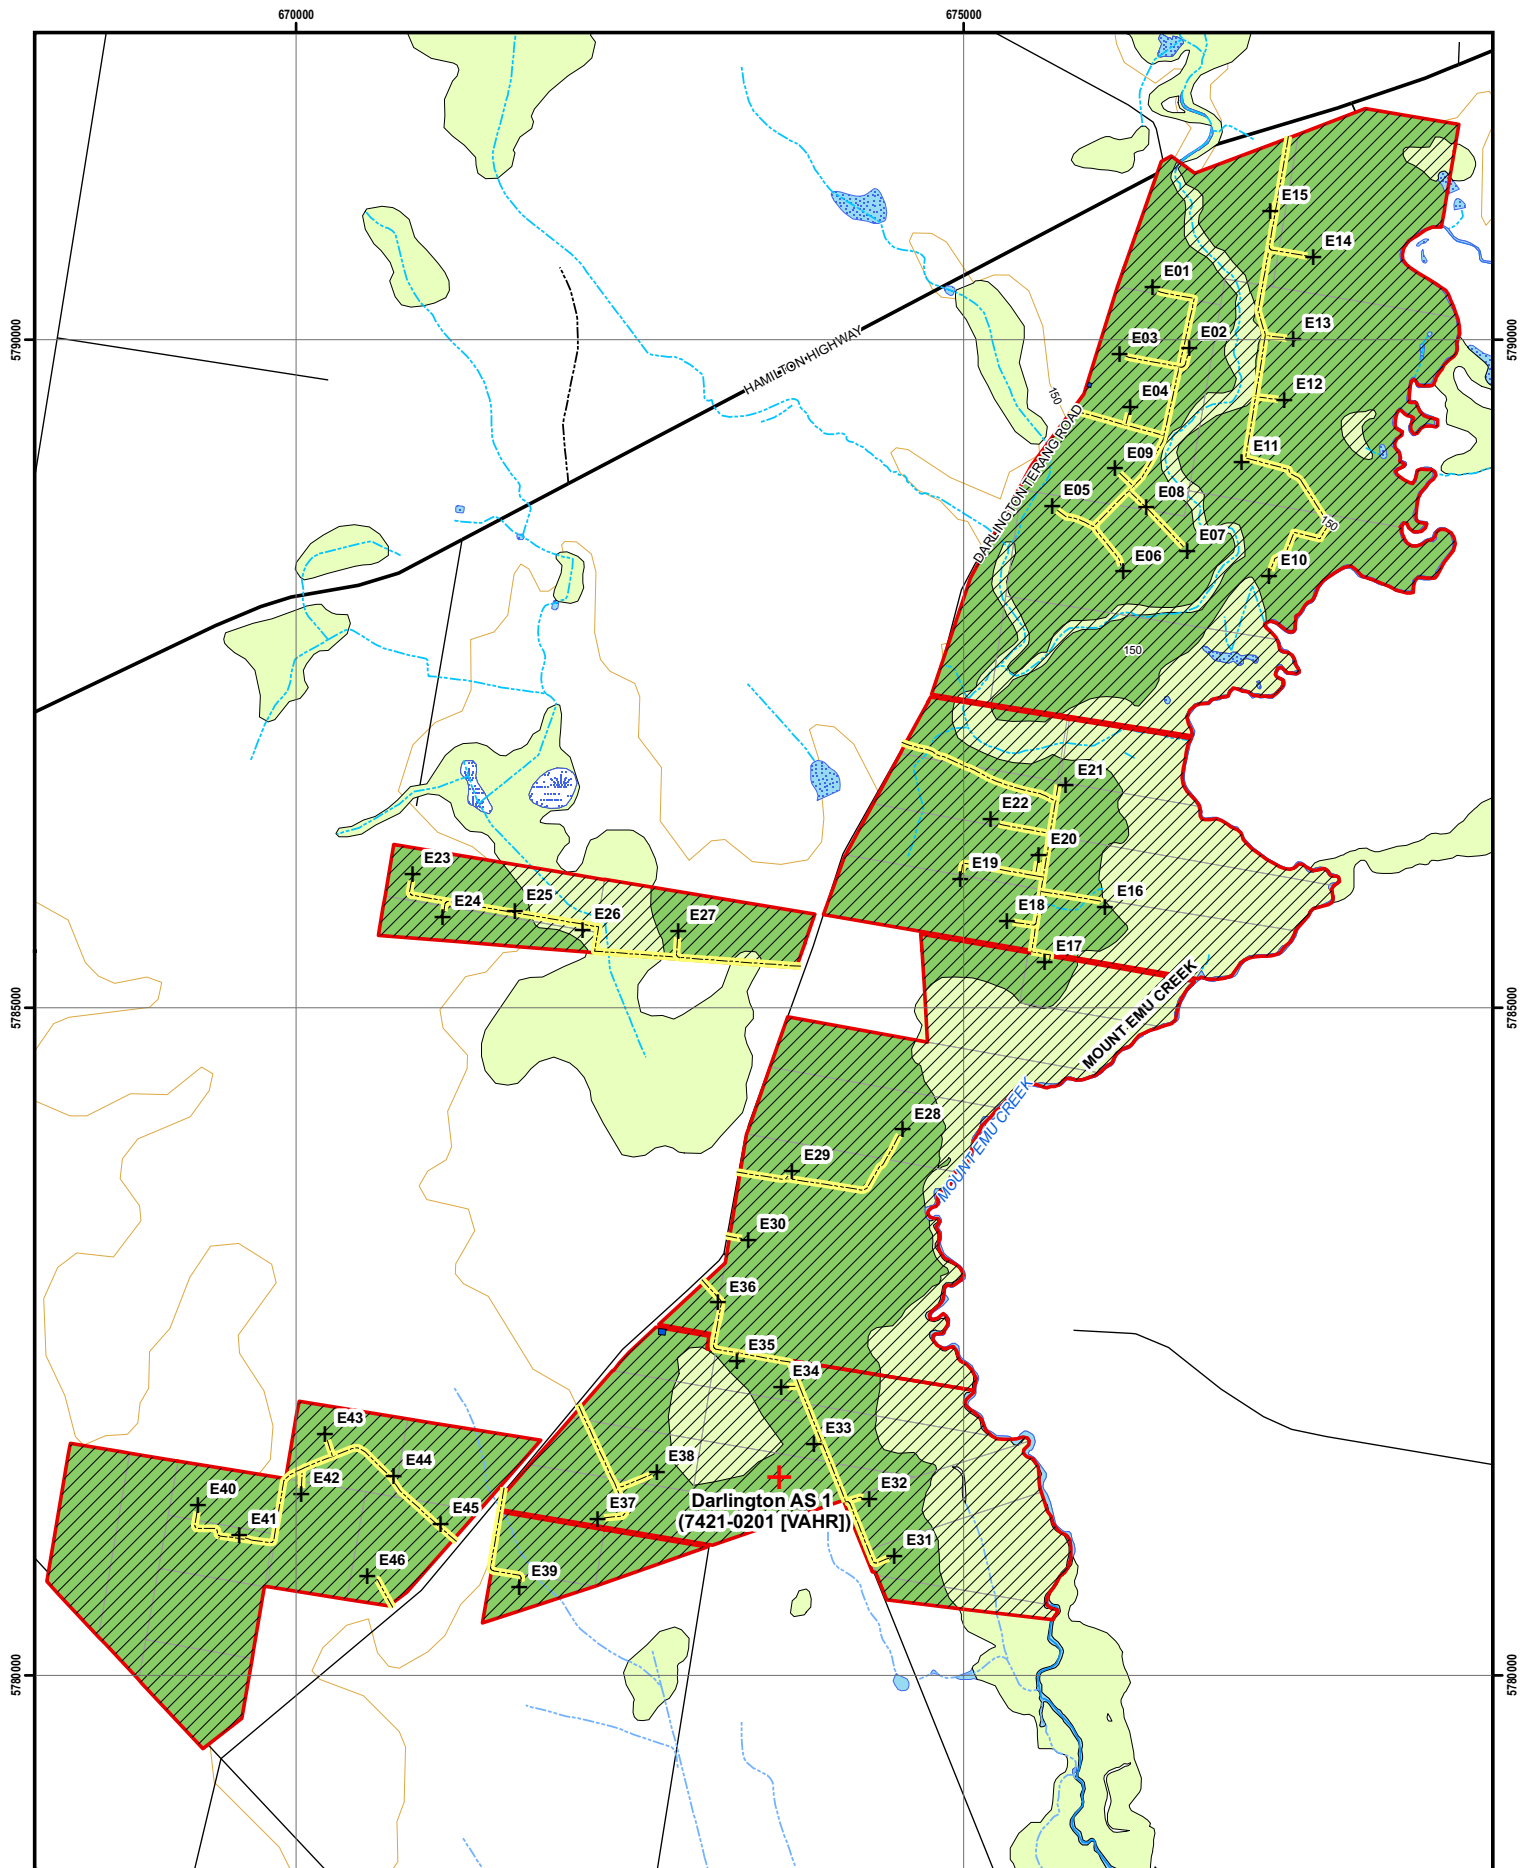 670000
675000
E15
E14
E01
E13
E02
E03
5790000
5790000
HAMILTON HIGHWAY
E12
E04
150
DARLINGTON TERANG ROAD
E11
E09
E05
E08
150
E07
E06
E10
150
E21
E22
E20
E23
E19
E16
E24
E25
E18
E26
E27
E17
5785000
5785000
MOUNT EMU CREEK
MOUNT EMU CREEK
E28
E29
E30
E36
E35
E34
E43
E33
E38
E44
E42
E40
E32
Darlington AS 1
(7421-0201 [VAHR])
E37
E45
E41
E31
E46
E39
5780000
5780000